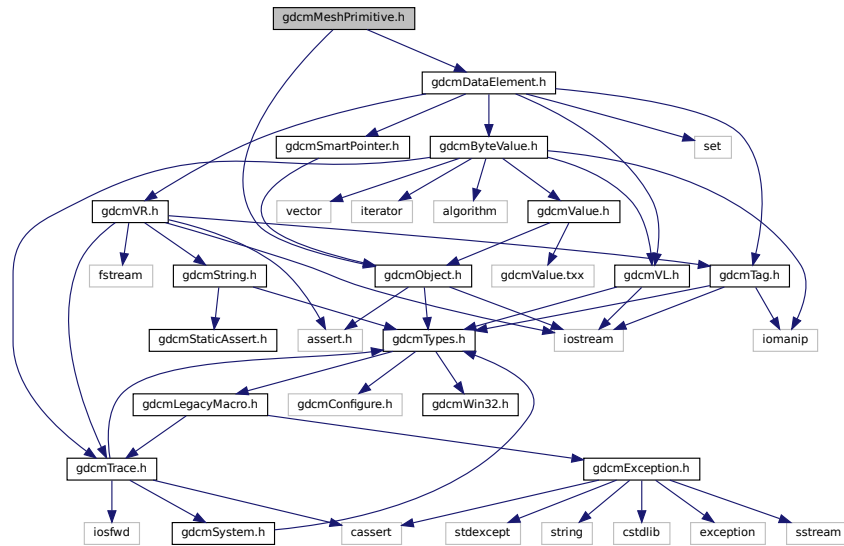 gdcmMeshPrimitive.h
gdcmDataElement.h
gdcmSmartPointer.h
gdcmByteValue.h
set
gdcmVR.h
vector
iterator
algorithm
gdcmValue.h
fstream
gdcmString.h
gdcmObject.h
gdcmValue.txx
gdcmVL.h
gdcmTag.h
gdcmStaticAssert.h
assert.h
gdcmTypes.h
iostream
iomanip
gdcmLegacyMacro.h
gdcmConfigure.h
gdcmWin32.h
gdcmTrace.h
gdcmException.h
iosfwd
gdcmSystem.h
cassert
stdexcept
string
cstdlib
exception
sstream